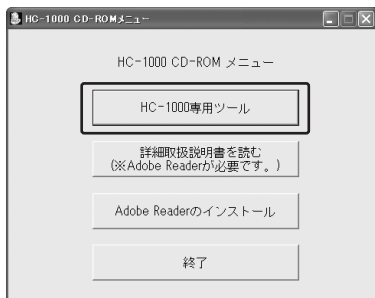 HC-1000 CD-ROMメニュー
HC-1000 CD-ROM メニュー
HC-1000専用ツール
詳細取扱説明書を読む
(※Adobe Readerが必要です。)
Adobe Readerのインストール
終了